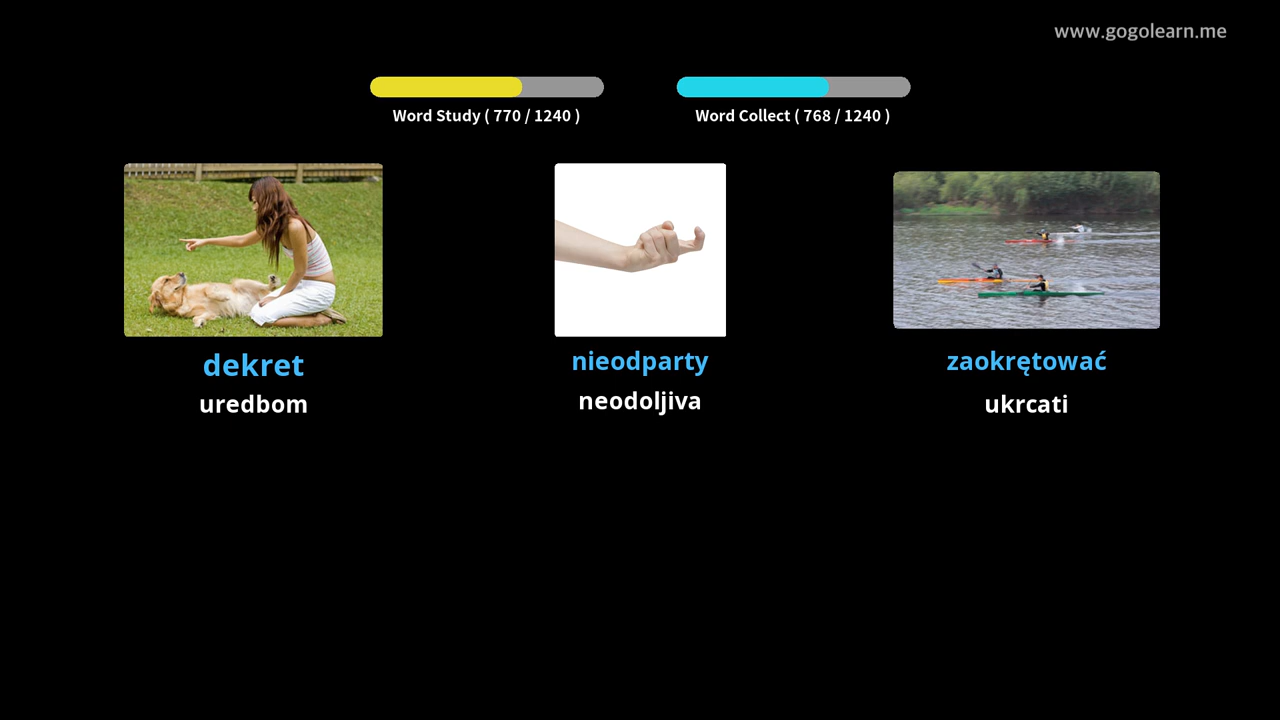 www.gogolearn.me
Word Study ( 770 / 1240 )
Word Collect ( 768 / 1240 )
dekret
uredbom
nieodparty
neodoljiva
zaokrętować
ukrcati